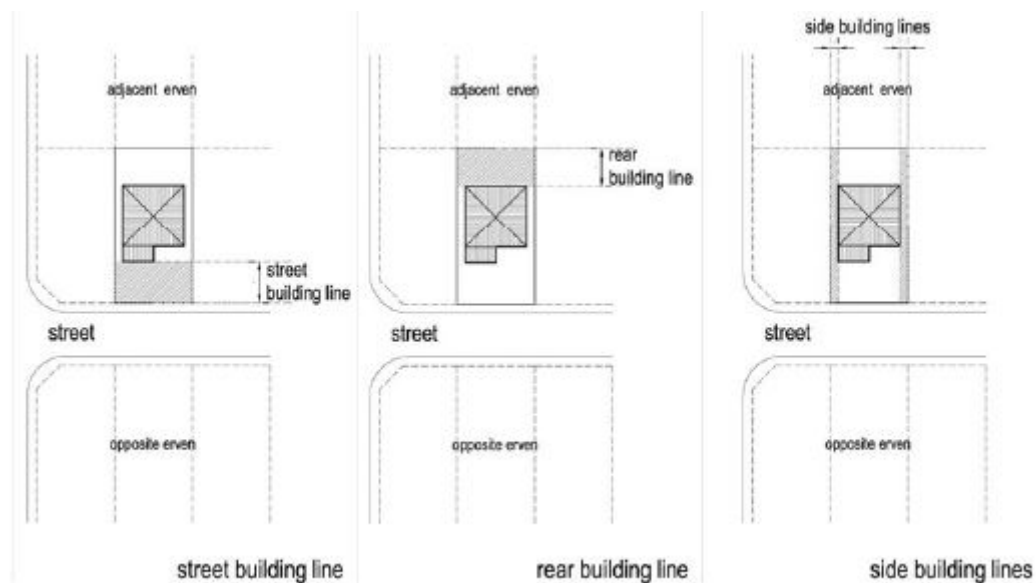 adjacent erven
street
building line
street
opposite erven
street building line
adjacent erven
rear
building line
street
opposite erven
rear building line
side building lines
adjacent erven
street
opposite erven
side building lines